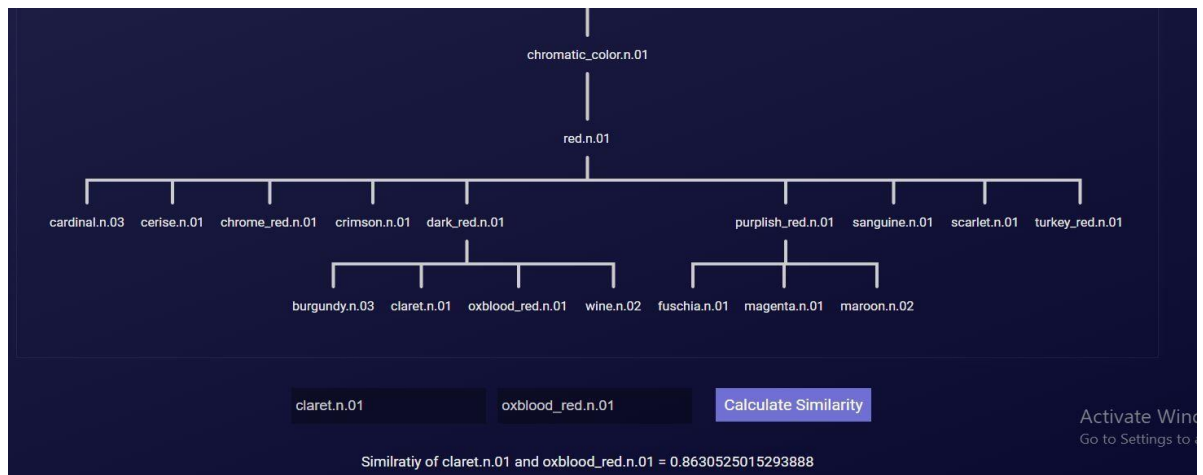 chromatic_color.n.01
red.n.01
cardinal.n.03 cerise.n.01 chrome_red.n.01 crimson.n.01 dark_red.n.01 purplish_red.n.01 sanguine.n.01 scarlet.n.01 turkey_red.n.01
burgundy.n.03 claret.n.01 oxblood_red.n.01 wine.n.02 fuschia.n.01 magenta.n.01 maroon.n.02
claret.n.01 oxblood_red.n.01 Calculate Similarity
Activate Wind
Go to Settings to a
Similratiy of claret.n.01 and oxblood_red.n.01 = 0.8630525015293888